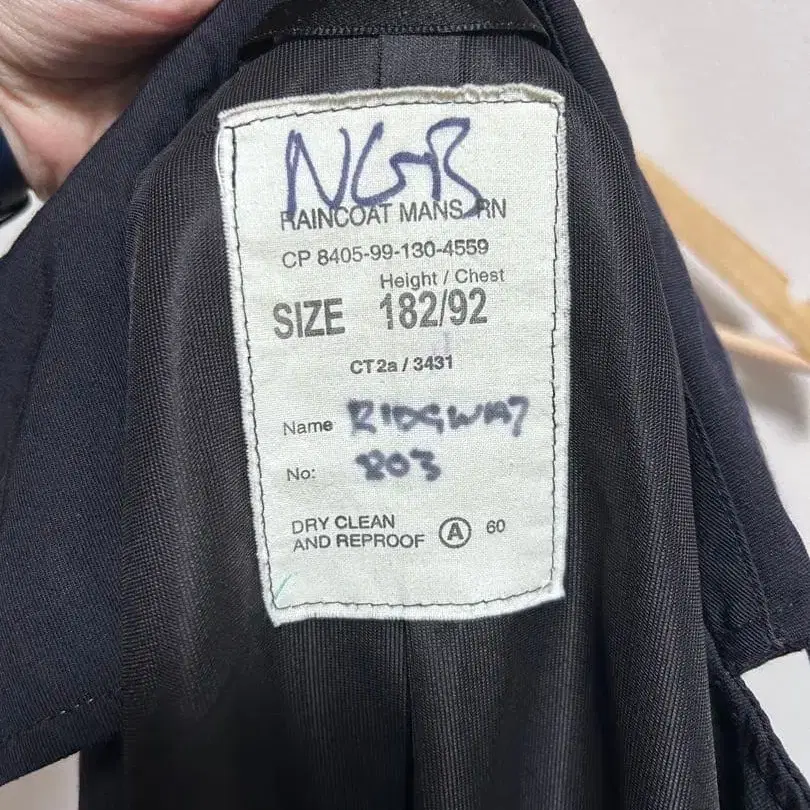 NGB
RAINCOAT MANS RN
CP 8405-99-130-4559
Height / Chest
SIZE 182/92
CT2a / 3431
Name RIDGWAY
No: 803
DRY CLEAN
AND REPROOF A 60